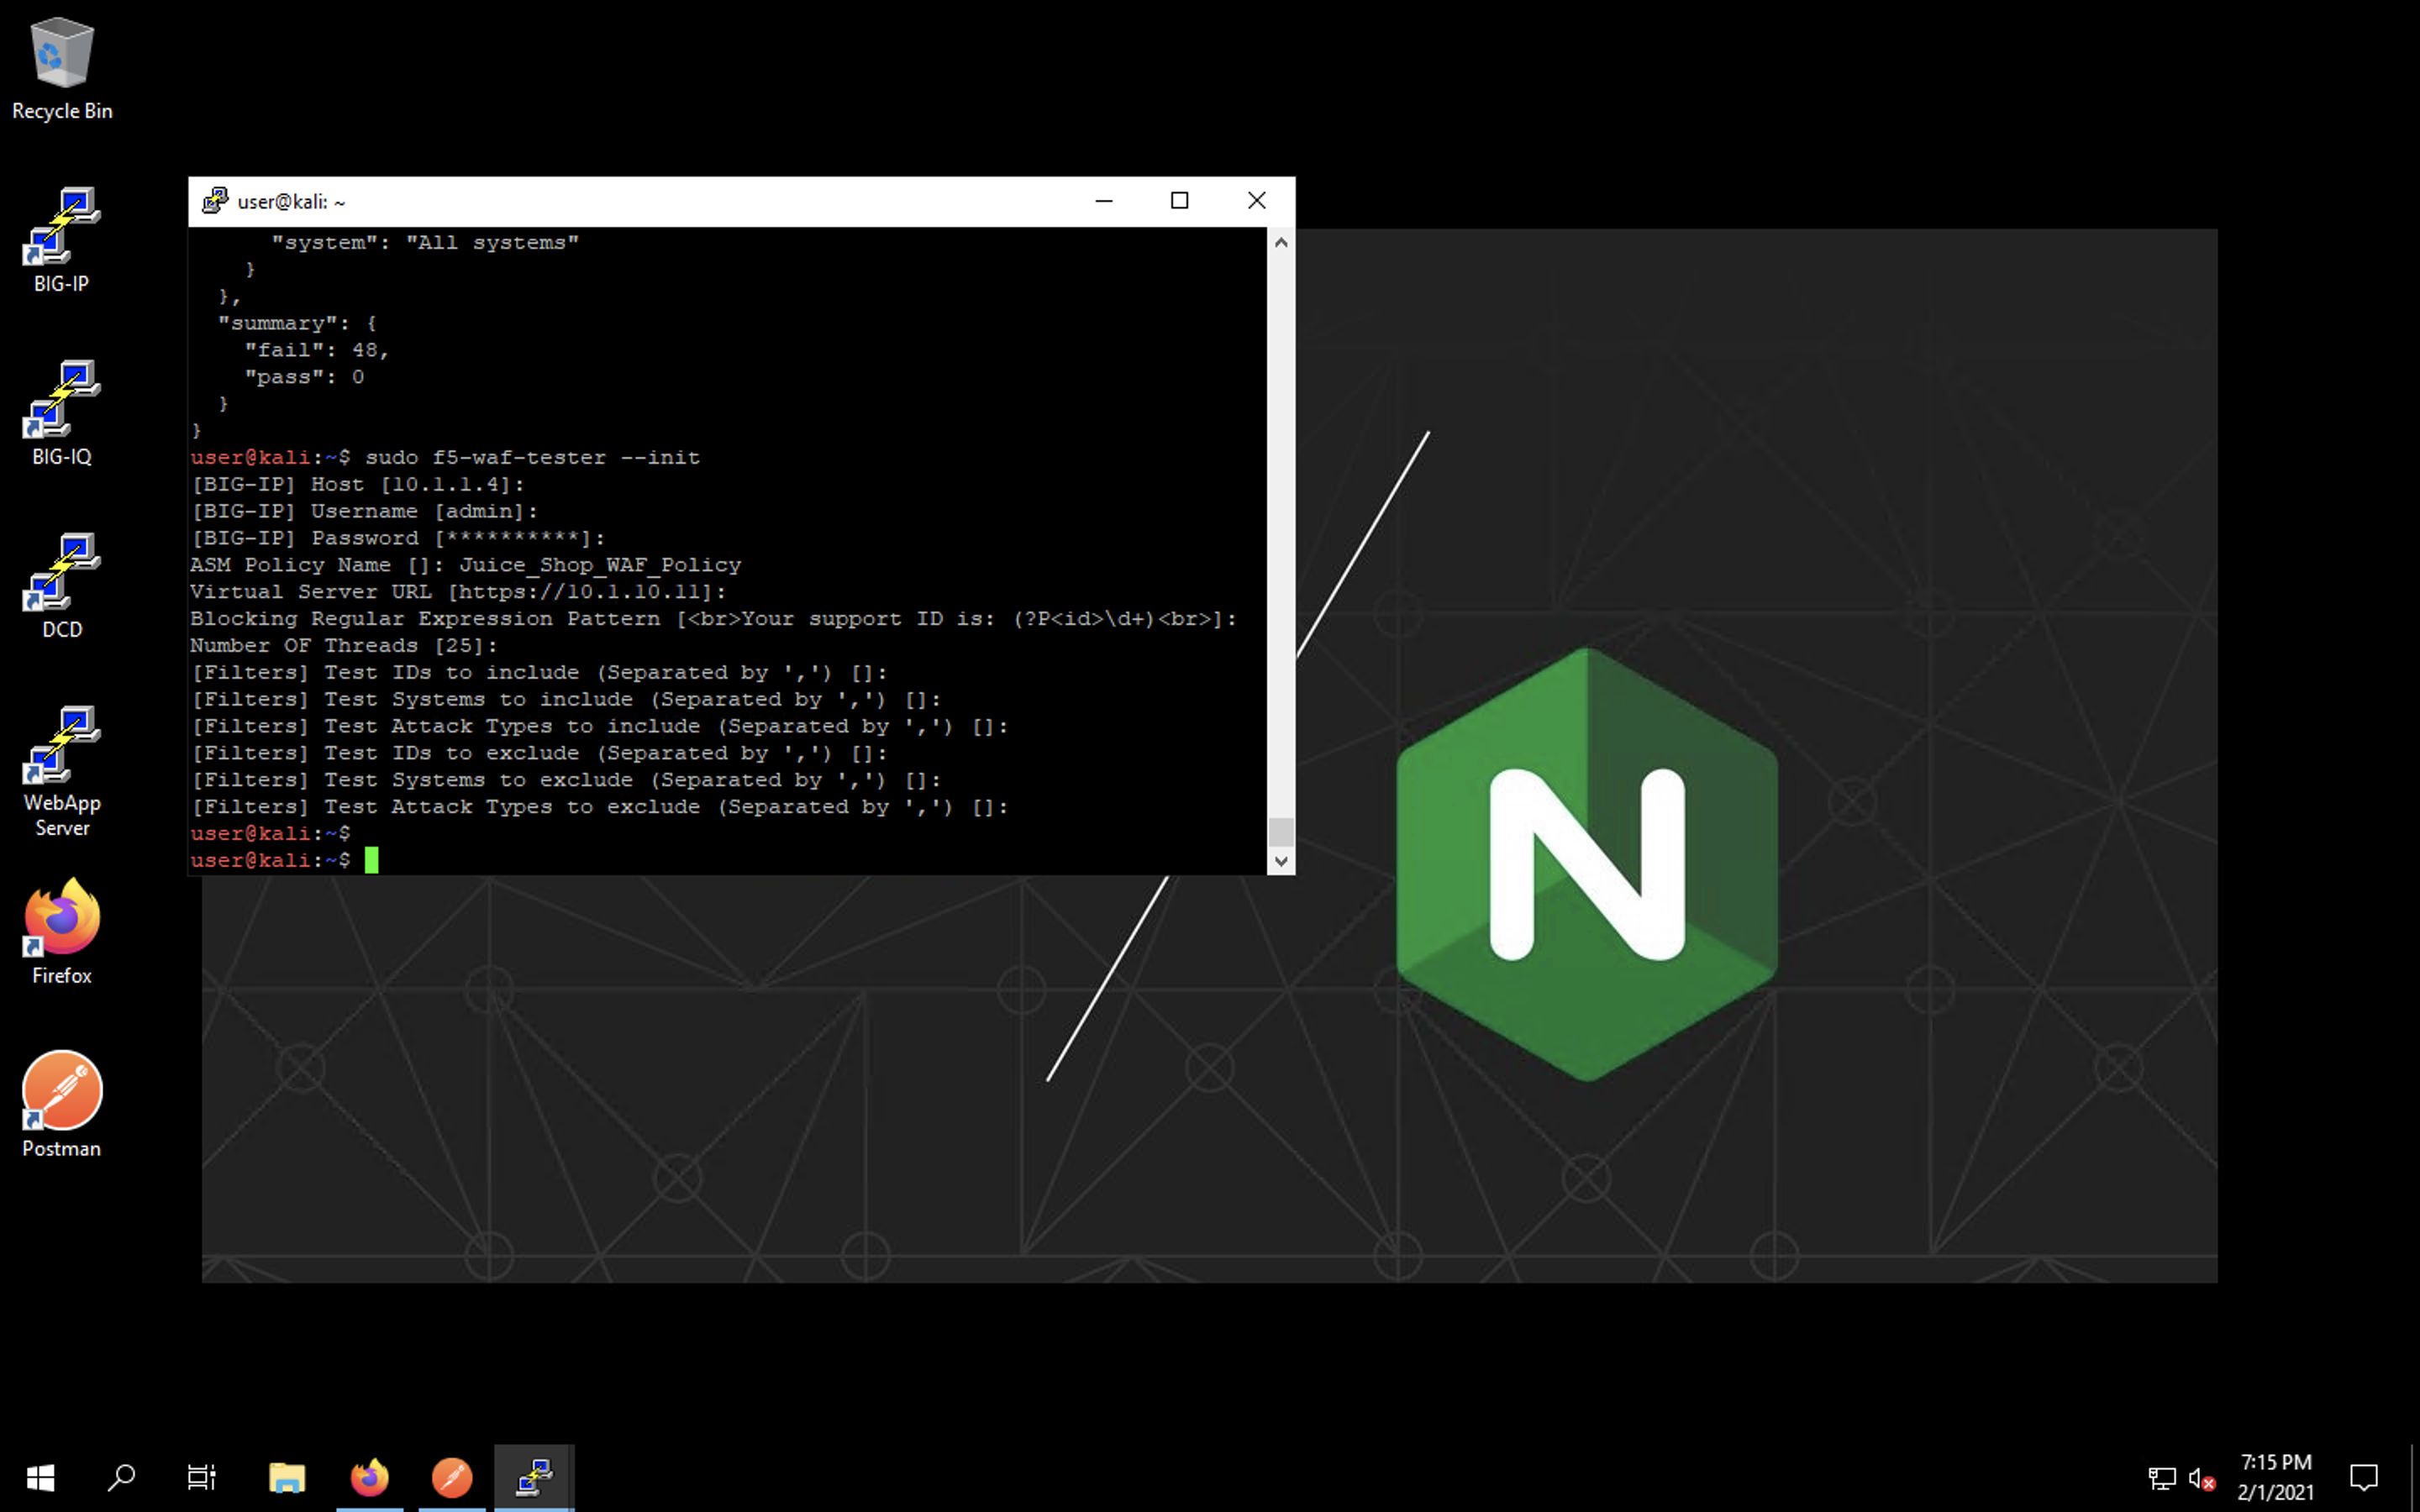 Recycle Bin
BIG-IP
BIG-IQ
DCD
WebApp
Server
Firefox
Postman
user@kali: ~
"system": "All systems"
}
},
"summary": {
"fail": 48,
"pass": 0
}
}
user@kali:~$ sudo f5-waf-tester --init
[BIG-IP] Host [10.1.1.4]:
[BIG-IP] Username [admin]:
[BIG-IP] Password [**********]:
ASM Policy Name []: Juice_Shop_WAF_Policy
Virtual Server URL [https://10.1.10.11]:
Blocking Regular Expression Pattern [<br>Your support ID is: (?P<id>\d+)<br>]:
Number OF Threads [25]:
[Filters] Test IDs to include (Separated by ',') []:
[Filters] Test Systems to include (Separated by ',') []:
[Filters] Test Attack Types to include (Separated by ',') []:
[Filters] Test IDs to exclude (Separated by ',') []:
[Filters] Test Systems to exclude (Separated by ',') []:
[Filters] Test Attack Types to exclude (Separated by ',') []:
user@kali:~$
user@kali:~$
N
7:15 PM
2/1/2021